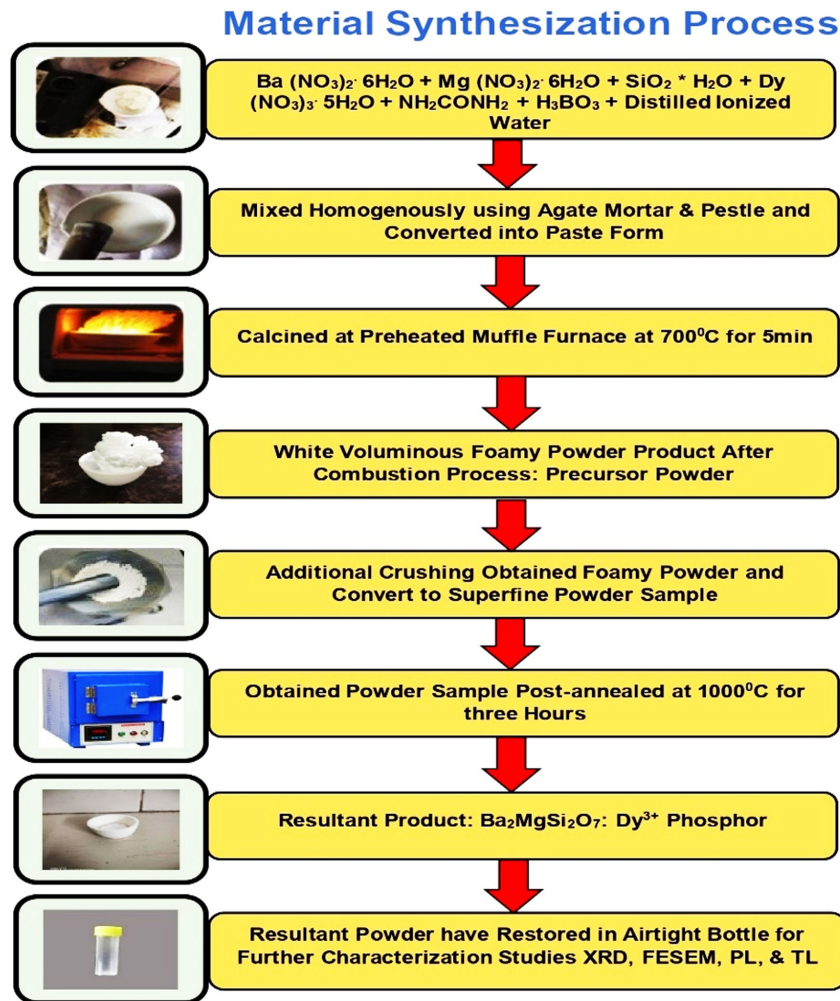 Material Synthesization Process
Ba (NO₃)₂· 6H₂O + Mg (NO₃)₂· 6H₂O + SiO₂ * H₂O + Dy
(NO₃)₃· 5H₂O + NH₂CONH₂ + H₃BO₃ + Distilled Ionized
Water
Mixed Homogenously using Agate Mortar & Pestle and
Converted into Paste Form
Calcined at Preheated Muffle Furnace at 700⁰C for 5min
White Voluminous Foamy Powder Product After
Combustion Process: Precursor Powder
Additional Crushing Obtained Foamy Powder and
Convert to Superfine Powder Sample
Obtained Powder Sample Post-annealed at 1000⁰C for
three Hours
Resultant Product: Ba₂MgSi₂O₇: Dy³⁺ Phosphor
Resultant Powder have Restored in Airtight Bottle for
Further Characterization Studies XRD, FESEM, PL, & TL